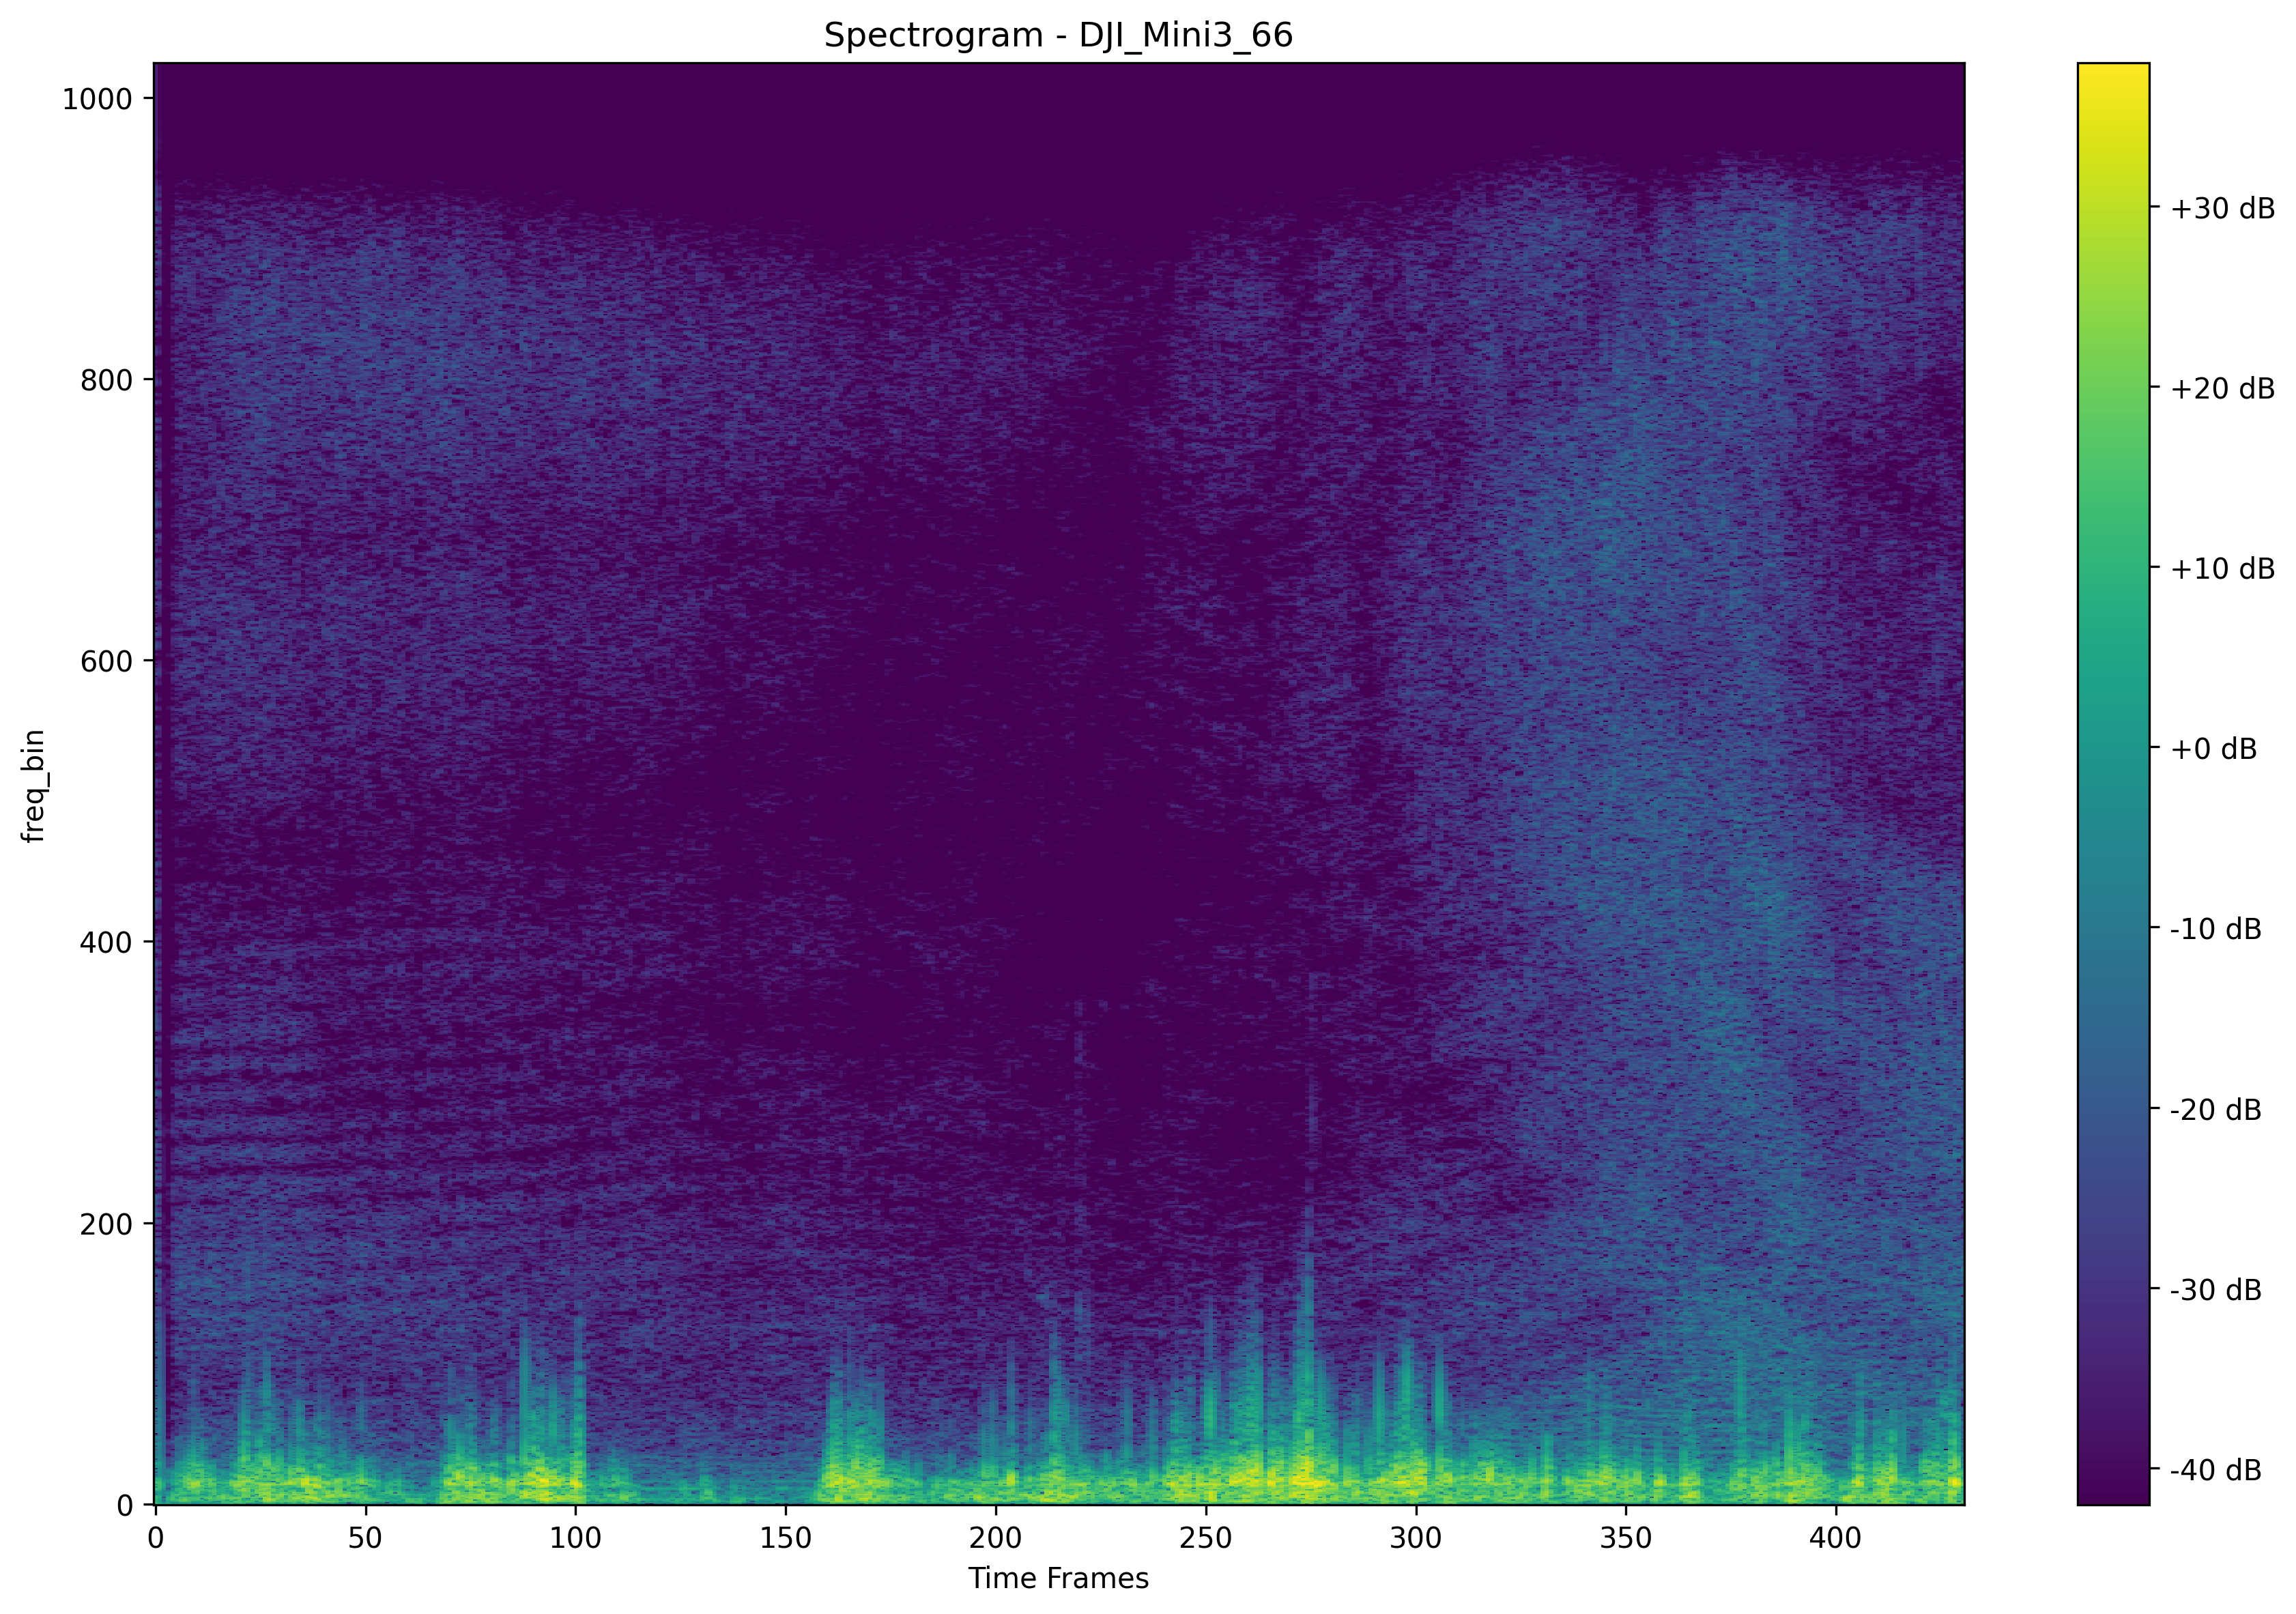 Spectrogram - DJI_Mini3_66
freq_bin
1000
800
600
400
200
0
0 50 100 150 200 250 300 350 400
Time Frames
+30 dB
+20 dB
+10 dB
+0 dB
-10 dB
-20 dB
-30 dB
-40 dB